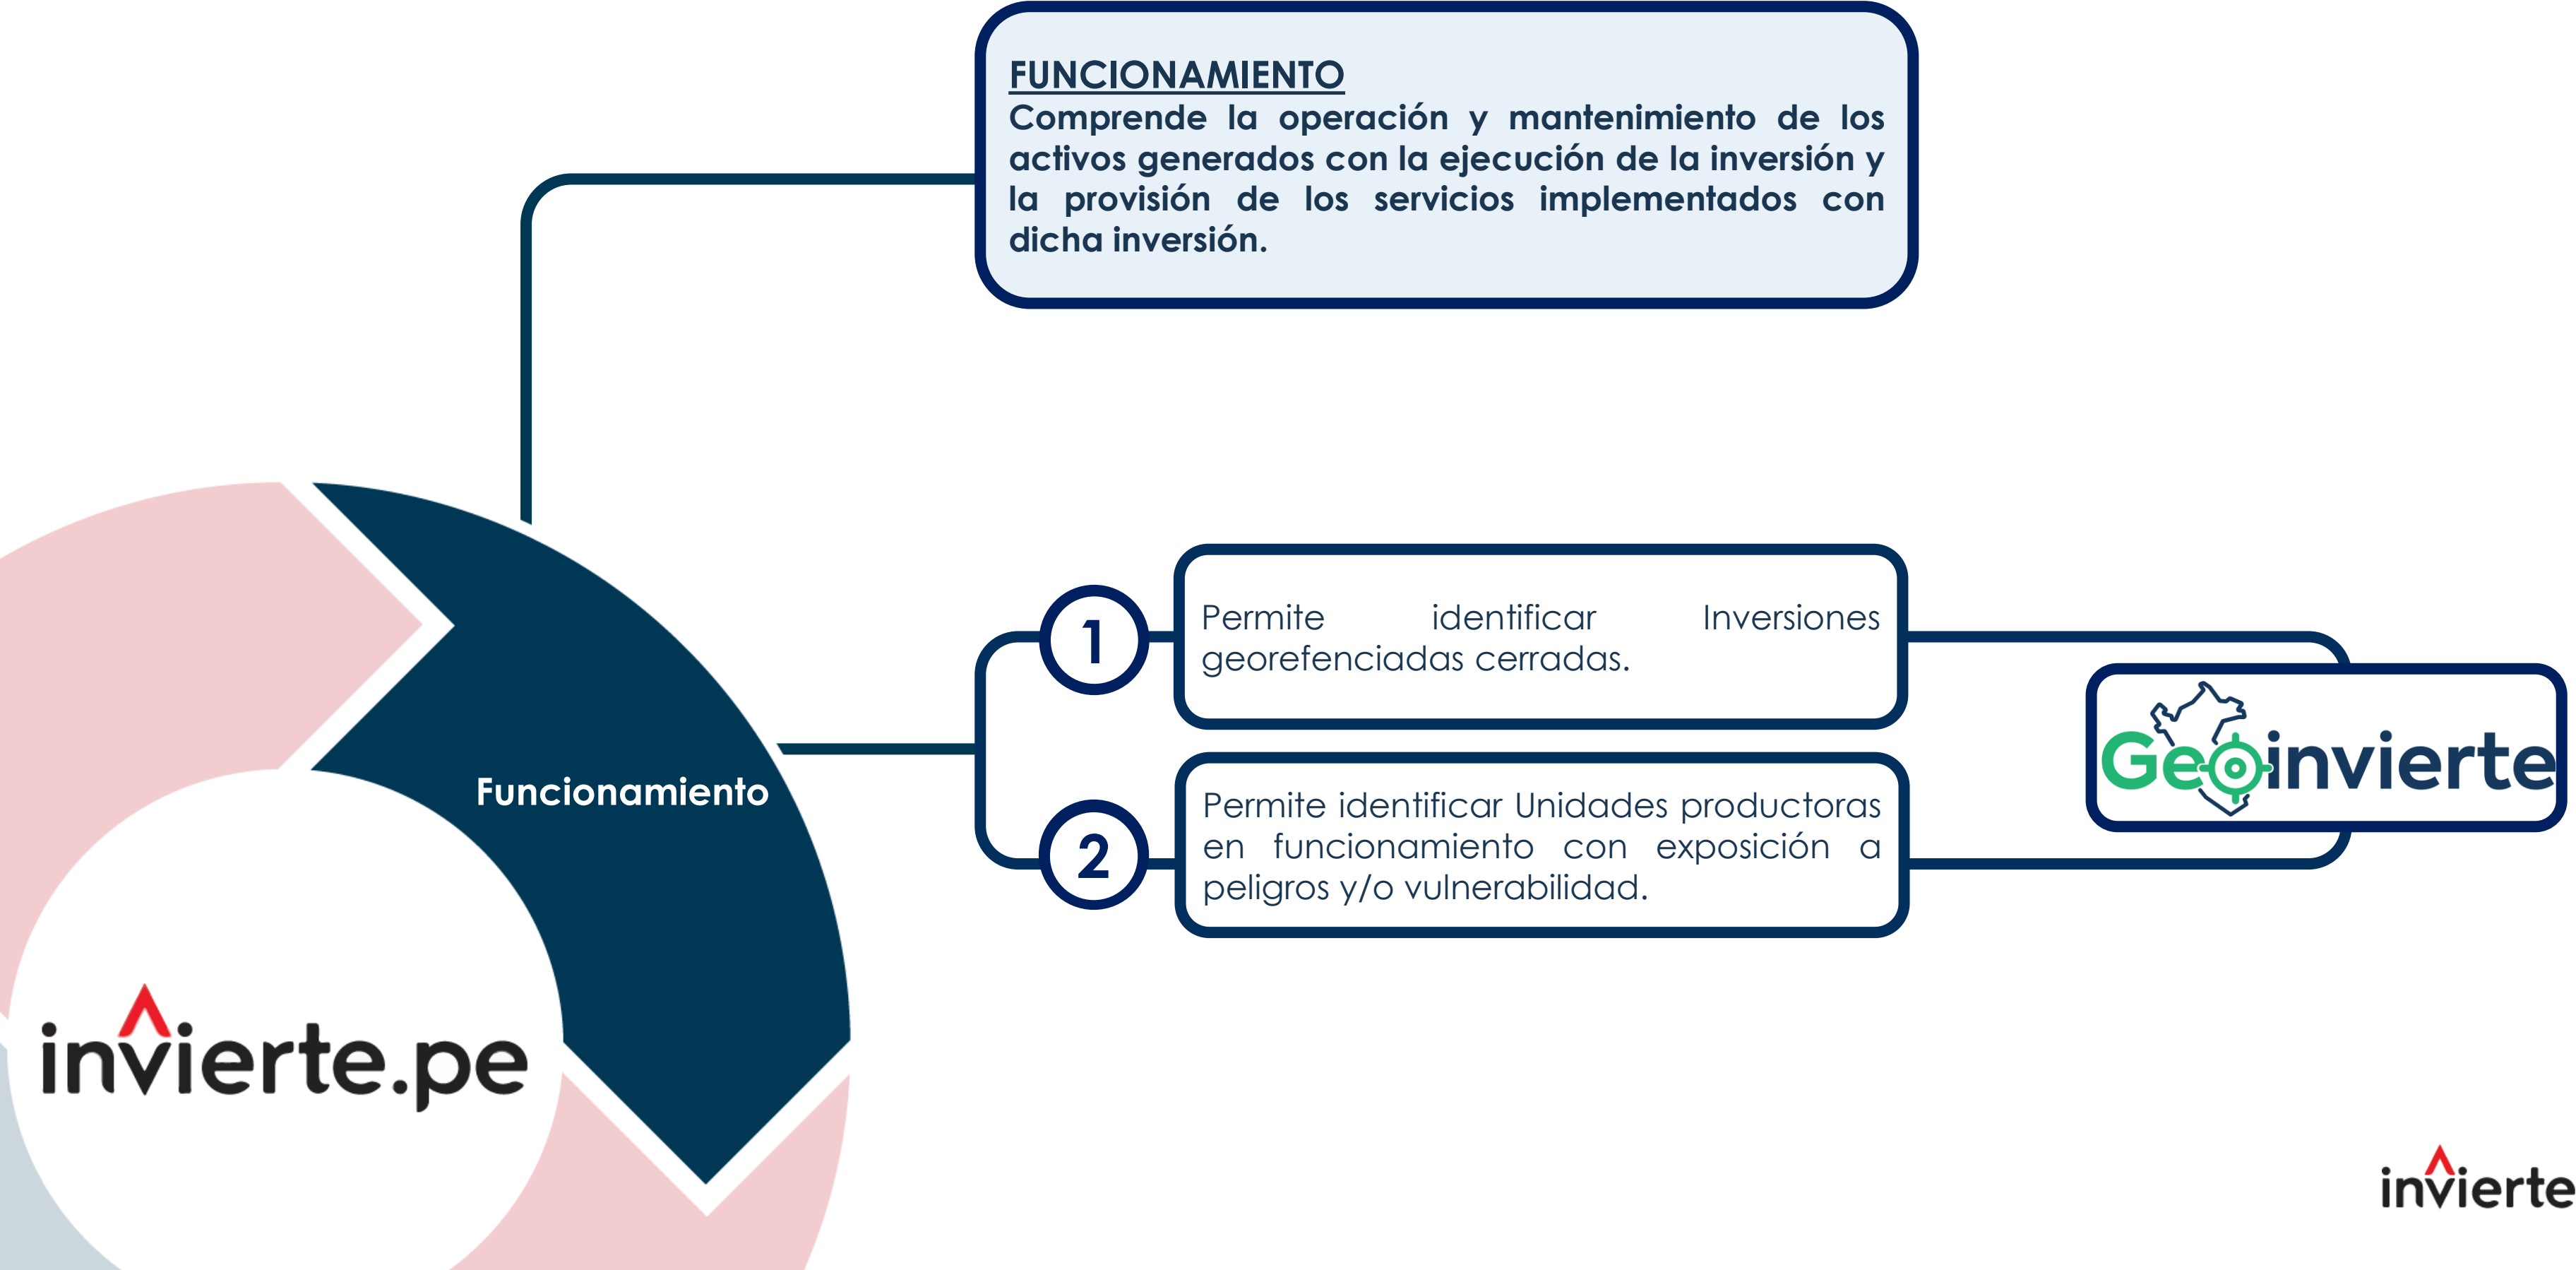 FUNCIONAMIENTO
Comprende la operación y mantenimiento de los
activos generados con la ejecución de la inversión y
la provisión de los servicios implementados con
dicha inversión.
1
Permite identificar Inversiones
georefenciadas cerradas.
Geoinvierte
Funcionamiento
2
Permite identificar Unidades productoras
en funcionamiento con exposición a
peligros y/o vulnerabilidad.
invierte.pe
invierte